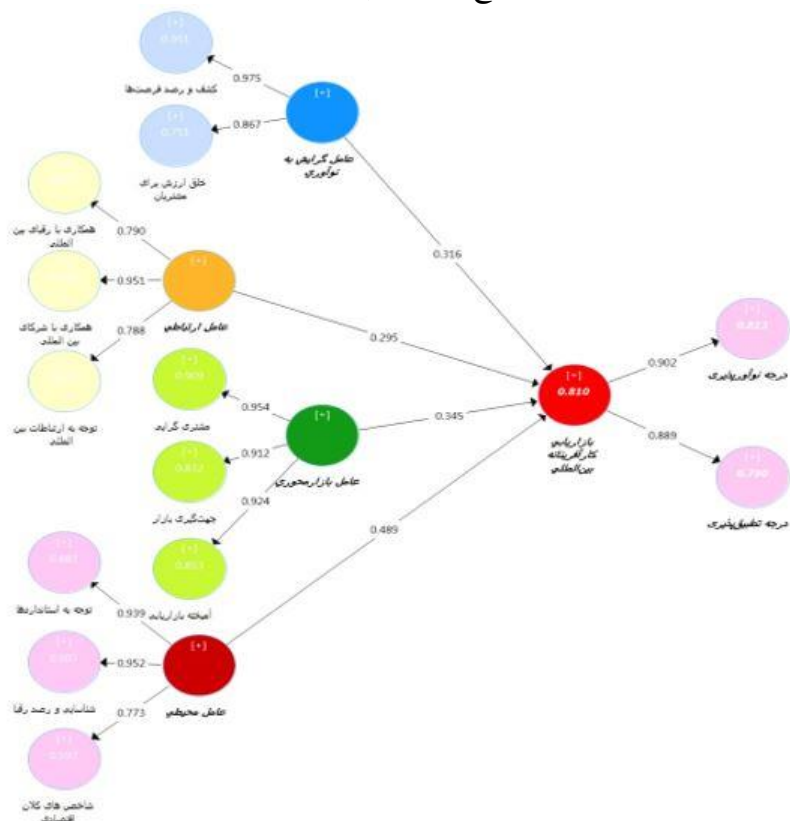 [+]
0.975
کشف و رصد فرصت‌ها
[+]
0.867
خلق ارزش برای
مشتریان
[+]
عامل گرایش به
نوآوری
0.316
0.790
همکاری با رقبای بین
المللی
0.951
همکاری با شرکای
بین المللی
0.788
توجه به ارتباطات بین
المللی
[+]
عامل ارتباطی
0.295
[+]
0.909
0.954
مشتری گرایی
[+]
0.912
جهت‌گیری بازار
[+]
0.853
0.924
آمیخته بازاریابی
[+]
عامل بازارمحوری
0.345
[+]
0.939
توجه به استانداردها
[+]
0.952
شناسایی و رصد رقبا
[+]
0.773
شاخص های کلان
اقتصادی
[+]
عامل محیطی
0.489
[+]
0.810
بازاریابی
کارآفرینانه
بین‌المللی
0.902
[+]
درجه نوآورپذیری
0.889
[+]
0.790
درجه تطبیق‌پذیری